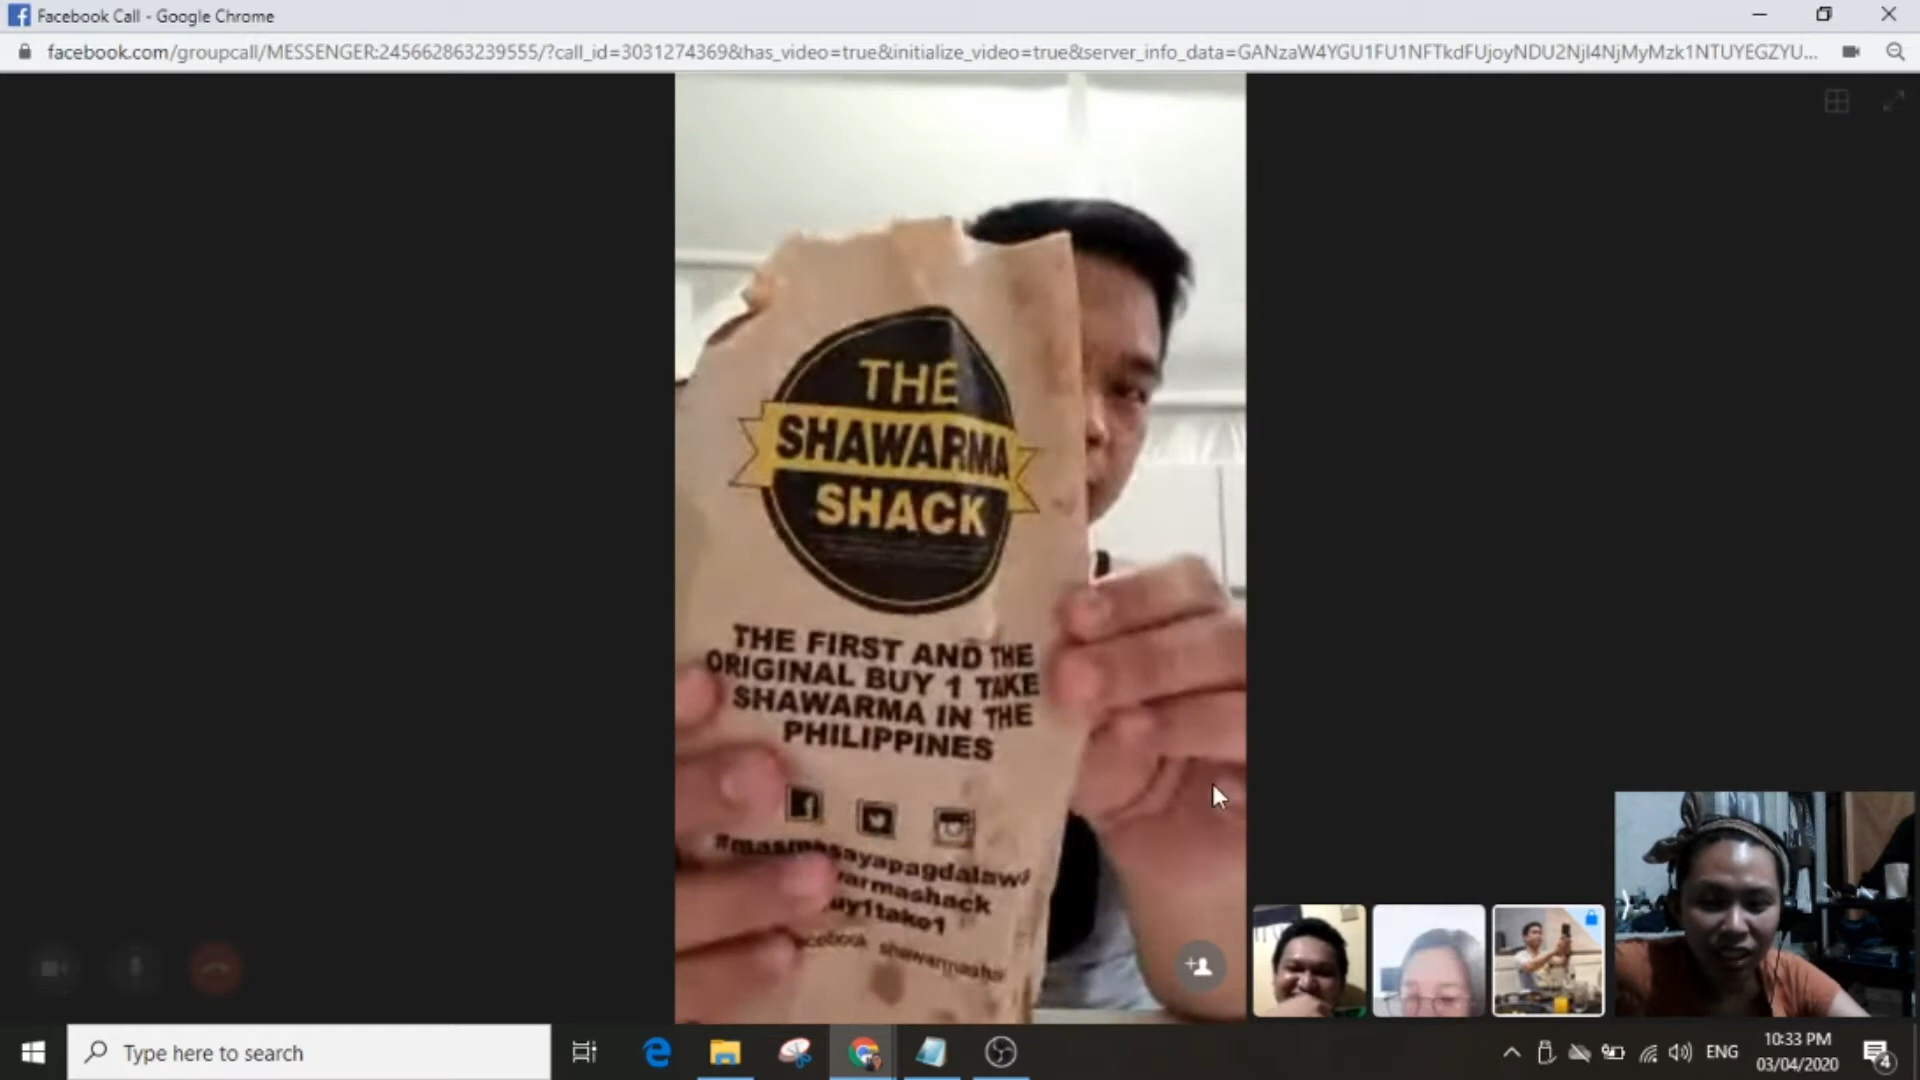 Facebook Call - Google Chrome
facebook.com/groupcall/MESSENGER:245662863239555/?call_id=3031274369&has_video=true&initialize_video=true&server_info_data=GANzaW4YGU1FU1NFTkdFUjoyNDU2NjI4NjMyMzk1NTUYEGZYU...
THE
SHAWARMA
SHACK
THE FIRST AND THE
ORIGINAL BUY 1 TAKE
SHAWARMA IN THE
PHILIPPINES
Type here to search
ENG
10:33 PM
03/04/2020
4